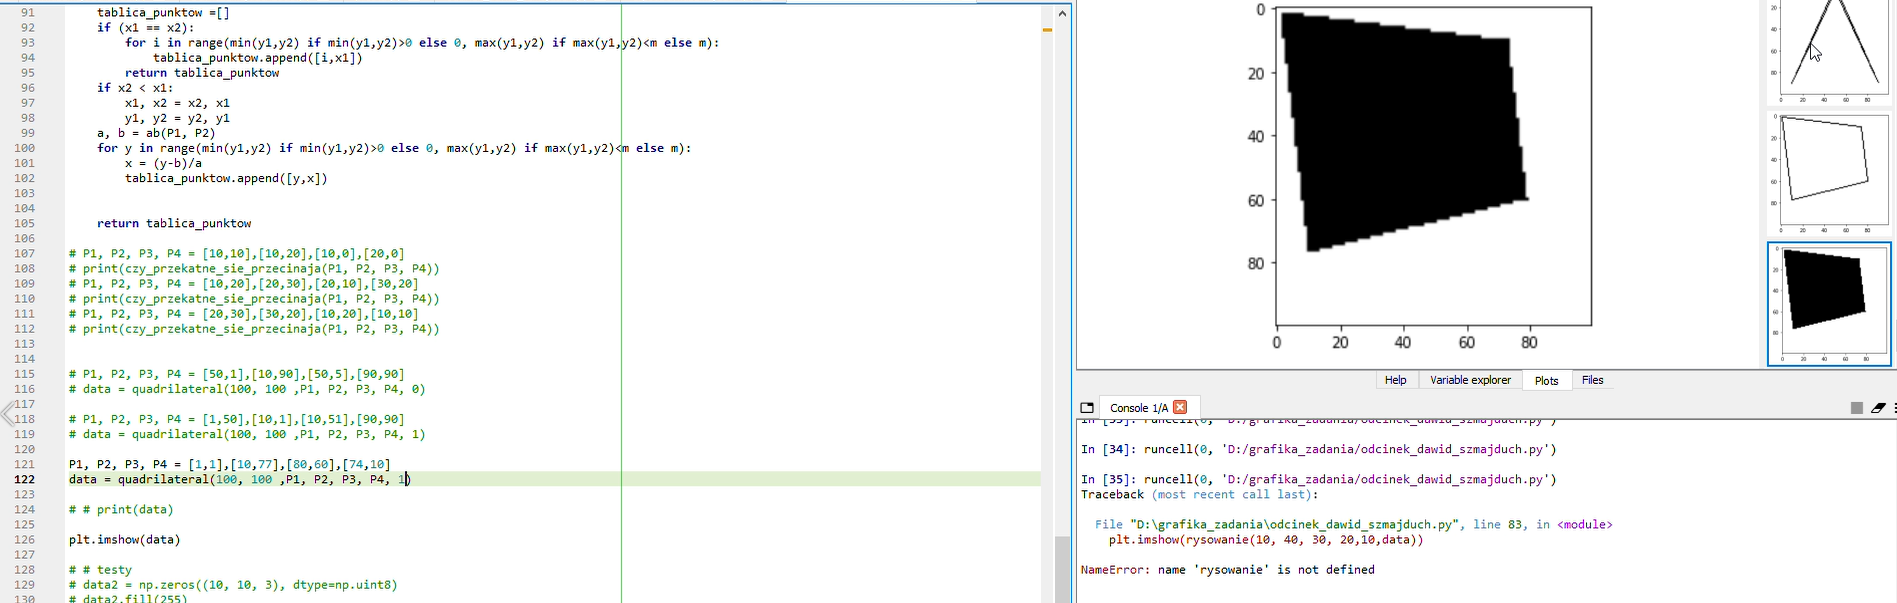 91 tablica_punktow =[]
92 if (x1 == x2):
93 for i in range(min(y1,y2) if min(y1,y2)>0 else 0, max(y1,y2) if max(y1,y2)<m else m):
94 tablica_punktow.append([i,x1])
95 return tablica_punktow
96 if x2 < x1:
97 x1, x2 = x2, x1
98 y1, y2 = y2, y1
99 a, b = ab(P1, P2)
100 for y in range(min(y1,y2) if min(y1,y2)>0 else 0, max(y1,y2) if max(y1,y2)<m else m):
101 x = (y-b)/a
102 tablica_punktow.append([y,x])
103
104
105 return tablica_punktow
106
107 # P1, P2, P3, P4 = [10,10],[10,20],[10,0],[20,0]
108 # print(czy_przekatne_sie_przecinaja(P1, P2, P3, P4))
109 # P1, P2, P3, P4 = [10,20],[20,30],[20,10],[30,20]
110 # print(czy_przekatne_sie_przecinaja(P1, P2, P3, P4))
111 # P1, P2, P3, P4 = [20,30],[30,20],[10,20],[10,10]
112 # print(czy_przekatne_sie_przecinaja(P1, P2, P3, P4))
113
114
115 # P1, P2, P3, P4 = [50,1],[10,90],[50,5],[90,90]
116 # data = quadrilateral(100, 100 ,P1, P2, P3, P4, 0)
117
118 # P1, P2, P3, P4 = [1,50],[10,1],[10,51],[90,90]
119 # data = quadrilateral(100, 100 ,P1, P2, P3, P4, 1)
120
121 P1, P2, P3, P4 = [1,1],[10,77],[80,60],[74,10]
122 data = quadrilateral(100, 100 ,P1, P2, P3, P4, 1)
123
124 # # print(data)
125
126 plt.imshow(data)
127
128 # # testy
129 # data2 = np.zeros((10, 10, 3), dtype=np.uint8)
130 # data2.fill(255)
0
20
40
60
80
0 20 40 60 80
Help Variable explorer Plots Files
Console 1/A
In [33]: runcell(0, 'D:/grafika_zadania/odcinek_dawid_szmajduch.py')
In [34]: runcell(0, 'D:/grafika_zadania/odcinek_dawid_szmajduch.py')
In [35]: runcell(0, 'D:/grafika_zadania/odcinek_dawid_szmajduch.py')
Traceback (most recent call last):
File "D:\grafika_zadania\odcinek_dawid_szmajduch.py", line 83, in <module>
plt.imshow(rysowanie(10, 40, 30, 20,10,data))
NameError: name 'rysowanie' is not defined